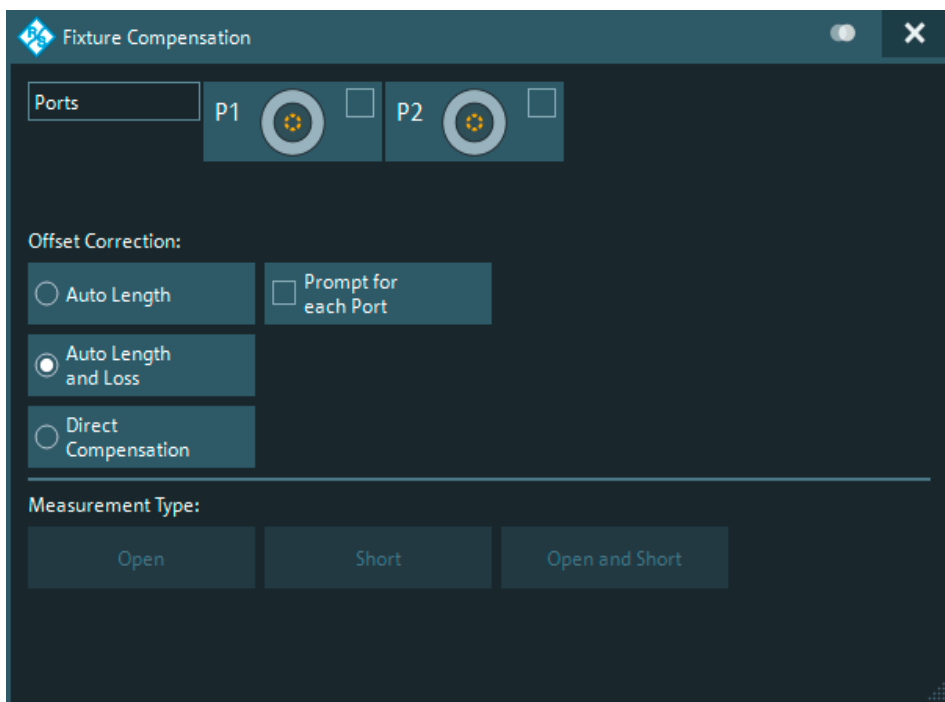 R&S Fixture Compensation
Ports
P1
P2
Offset Correction:
Auto Length
Prompt for
each Port
Auto Length
and Loss
Direct
Compensation
Measurement Type:
Open
Short
Open and Short